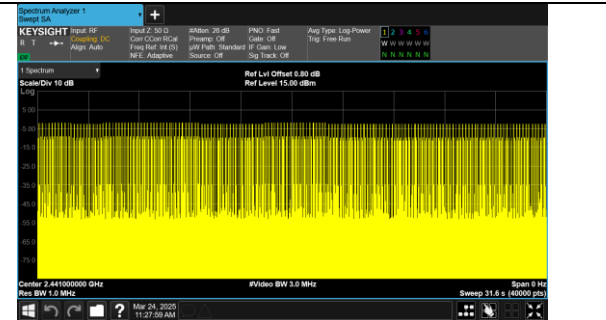 Spectrum Analyzer 1
Swept SA
+
KEYSIGHT Input: RF Input Z: 50 Ω #Atten: 26 dB PNO: Fast Avg Type: Log-Power 1 2 3 4 5 6
R T Coupling: DC Corr CCorr RCal Preamp: Off Gate: Off Trig: Free Run W W W W W W
Align: Auto Freq Ref: Int (S) µW Path: Standard IF Gain: Low
NFE: Adaptive Source: Off Sig Track: Off N N N N N N
1 Spectrum
Ref Lvl Offset 0.80 dB
Scale/Div 10 dB Ref Level 15.00 dBm
Log
5.00
-5.00
-15.0
-25.0
-35.0
-45.0
-55.0
-65.0
-75.0
Center 2.441000000 GHz #Video BW 3.0 MHz Span 0 Hz
Res BW 1.0 MHz Sweep 31.6 s (40000 pts)
? Mar 24, 2025
11:27:59 AM